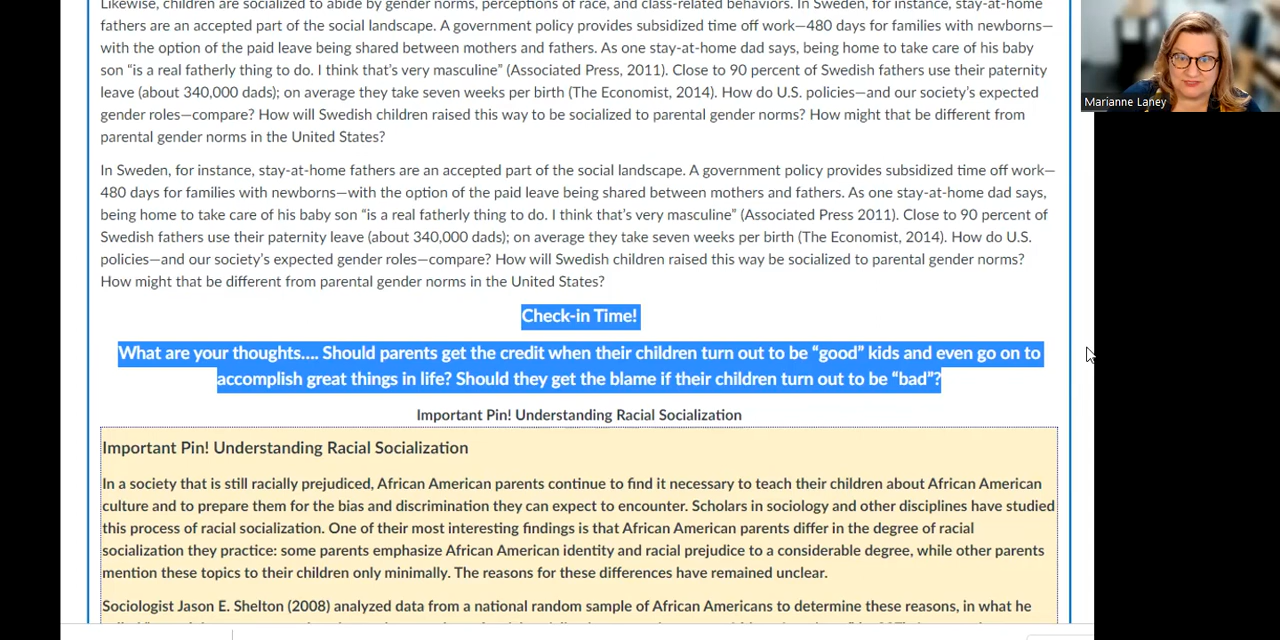 Likewise, children are socialized to abide by gender norms, perceptions of race, and class-related behaviors. In Sweden, for instance, stay-at-home
fathers are an accepted part of the social landscape. A government policy provides subsidized time off work—480 days for families with newborns—
with the option of the paid leave being shared between mothers and fathers. As one stay-at-home dad says, being home to take care of his baby
son “is a real fatherly thing to do. I think that’s very masculine” (Associated Press, 2011). Close to 90 percent of Swedish fathers use their paternity
leave (about 340,000 dads); on average they take seven weeks per birth (The Economist, 2014). How do U.S. policies—and our society’s expected
gender roles—compare? How will Swedish children raised this way to be socialized to parental gender norms? How might that be different from
parental gender norms in the United States?
In Sweden, for instance, stay-at-home fathers are an accepted part of the social landscape. A government policy provides subsidized time off work—
480 days for families with newborns—with the option of the paid leave being shared between mothers and fathers. As one stay-at-home dad says,
being home to take care of his baby son “is a real fatherly thing to do. I think that’s very masculine” (Associated Press 2011). Close to 90 percent of
Swedish fathers use their paternity leave (about 340,000 dads); on average they take seven weeks per birth (The Economist, 2014). How do U.S.
policies—and our society’s expected gender roles—compare? How will Swedish children raised this way be socialized to parental gender norms?
How might that be different from parental gender norms in the United States?
Check-in Time!
What are your thoughts…. Should parents get the credit when their children turn out to be “good” kids and even go on to
accomplish great things in life? Should they get the blame if their children turn out to be “bad”?
Important Pin! Understanding Racial Socialization
Important Pin! Understanding Racial Socialization
In a society that is still racially prejudiced, African American parents continue to find it necessary to teach their children about African American
culture and to prepare them for the bias and discrimination they can expect to encounter. Scholars in sociology and other disciplines have studied
this process of racial socialization. One of their most interesting findings is that African American parents differ in the degree of racial
socialization they practice: some parents emphasize African American identity and racial prejudice to a considerable degree, while other parents
mention these topics to their children only minimally. The reasons for these differences have remained unclear.
Sociologist Jason E. Shelton (2008) analyzed data from a national random sample of African Americans to determine these reasons, in what he
Marianne Laney